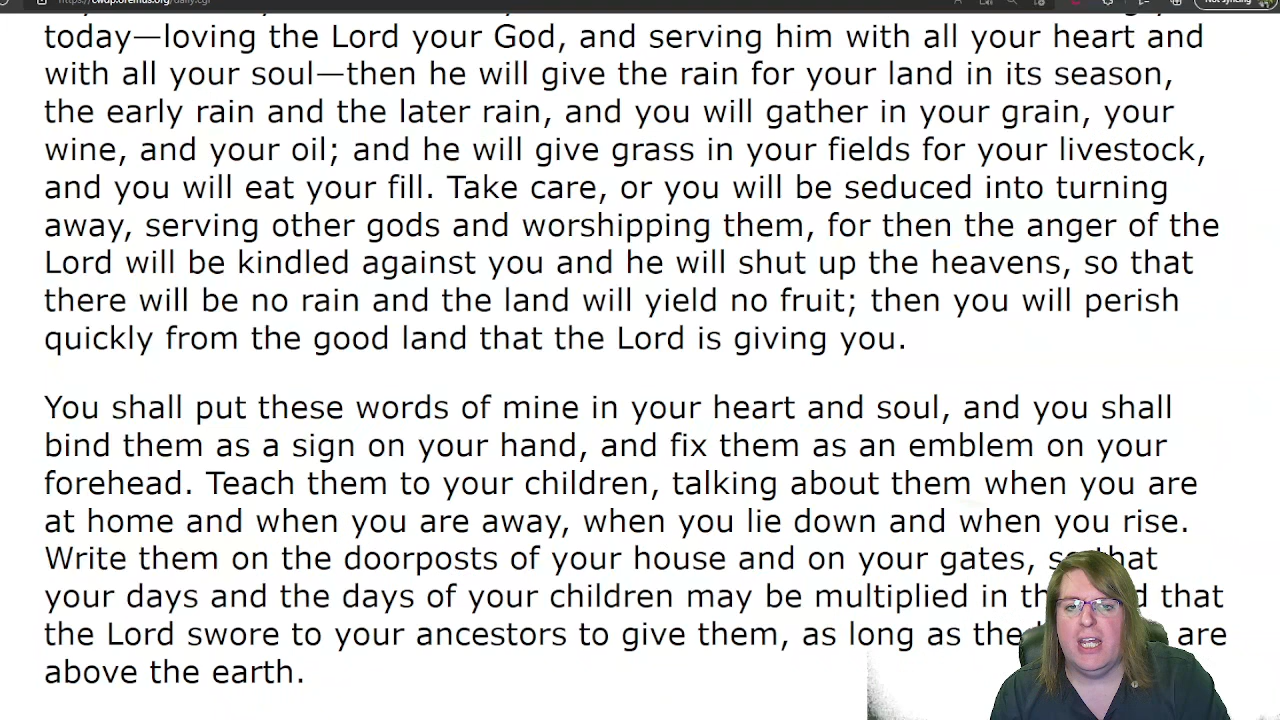 https://cwdp.oremus.org/daily.cgi
Not syncing
today—loving the Lord your God, and serving him with all your heart and
with all your soul—then he will give the rain for your land in its season,
the early rain and the later rain, and you will gather in your grain, your
wine, and your oil; and he will give grass in your fields for your livestock,
and you will eat your fill. Take care, or you will be seduced into turning
away, serving other gods and worshipping them, for then the anger of the
Lord will be kindled against you and he will shut up the heavens, so that
there will be no rain and the land will yield no fruit; then you will perish
quickly from the good land that the Lord is giving you.
You shall put these words of mine in your heart and soul, and you shall
bind them as a sign on your hand, and fix them as an emblem on your
forehead. Teach them to your children, talking about them when you are
at home and when you are away, when you lie down and when you rise.
Write them on the doorposts of your house and on your gates,
your days and the days of your children may be multiplied in that
the Lord swore to your ancestors to give them, as long as the are
above the earth.